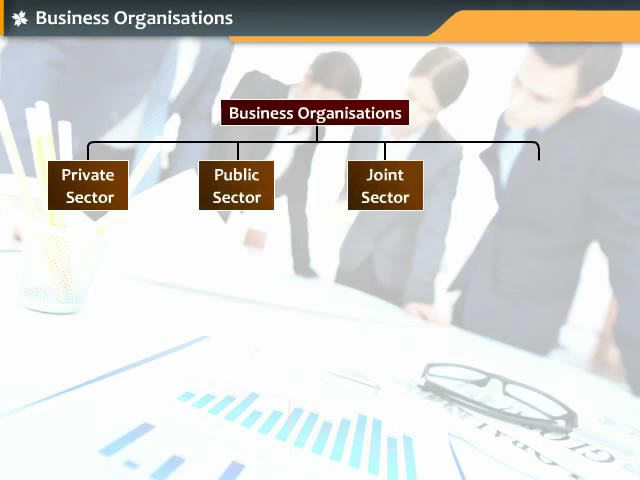 Business Organisations
Business Organisations
Private
Sector
Public
Sector
Joint
Sector